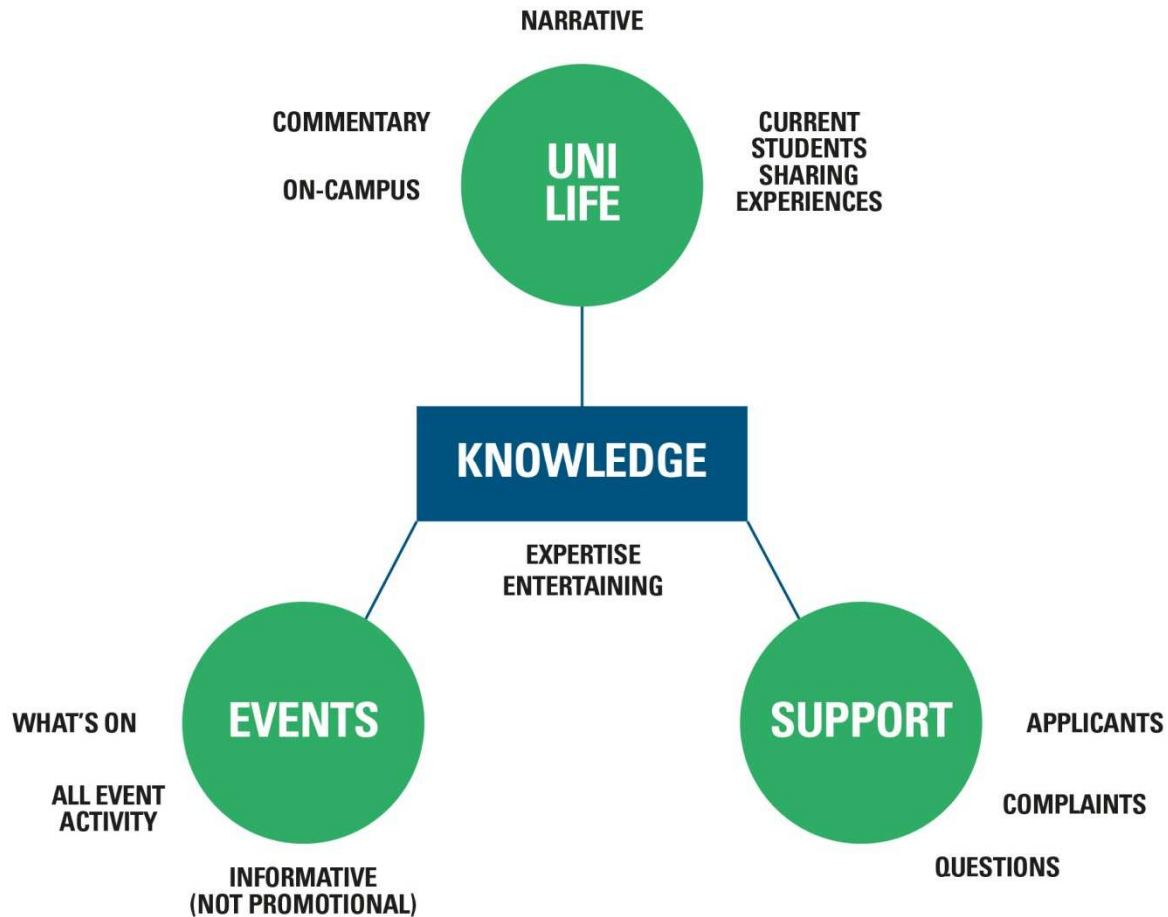 NARRATIVE
COMMENTARY
ON-CAMPUS
UNI
LIFE
CURRENT
STUDENTS
SHARING
EXPERIENCES
KNOWLEDGE
EXPERTISE
ENTERTAINING
EVENTS
WHAT'S ON
ALL EVENT
ACTIVITY
INFORMATIVE
(NOT PROMOTIONAL)
SUPPORT
APPLICANTS
COMPLAINTS
QUESTIONS